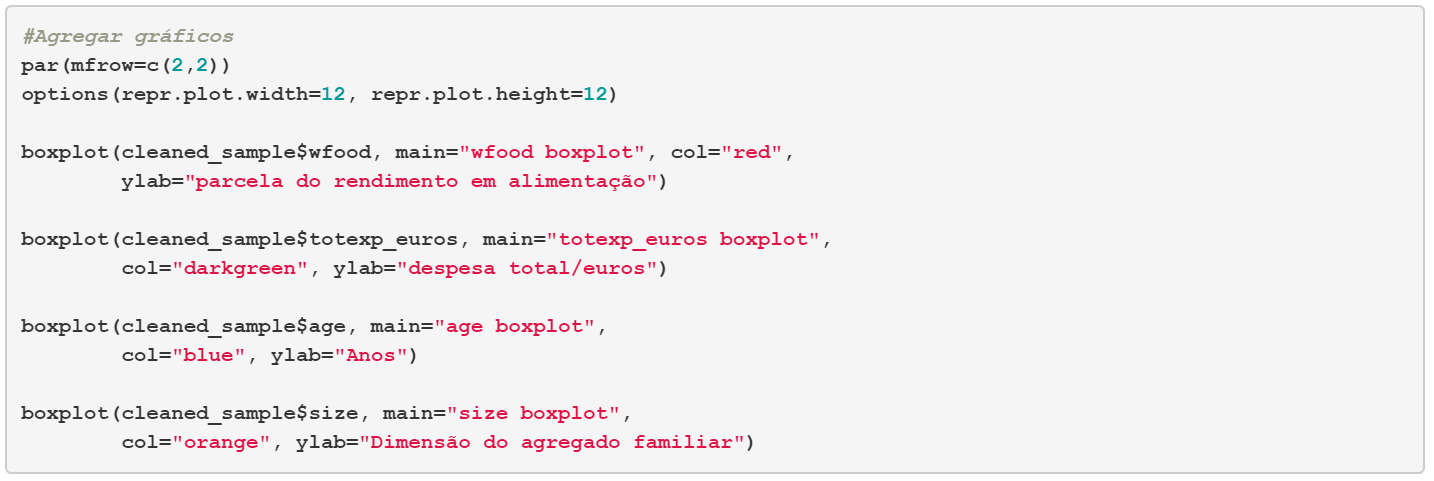 #Agregar gráficos
par(mfrow=c(2,2))
options(repr.plot.width=12, repr.plot.height=12)

boxplot(cleaned_sample$wfood, main="wfood boxplot", col="red",
        ylab="parcela do rendimento em alimentação")

boxplot(cleaned_sample$totexp_euros, main="totexp_euros boxplot",
        col="darkgreen", ylab="despesa total/euros")

boxplot(cleaned_sample$age, main="age boxplot",
        col="blue", ylab="Anos")

boxplot(cleaned_sample$size, main="size boxplot",
        col="orange", ylab="Dimensão do agregado familiar")